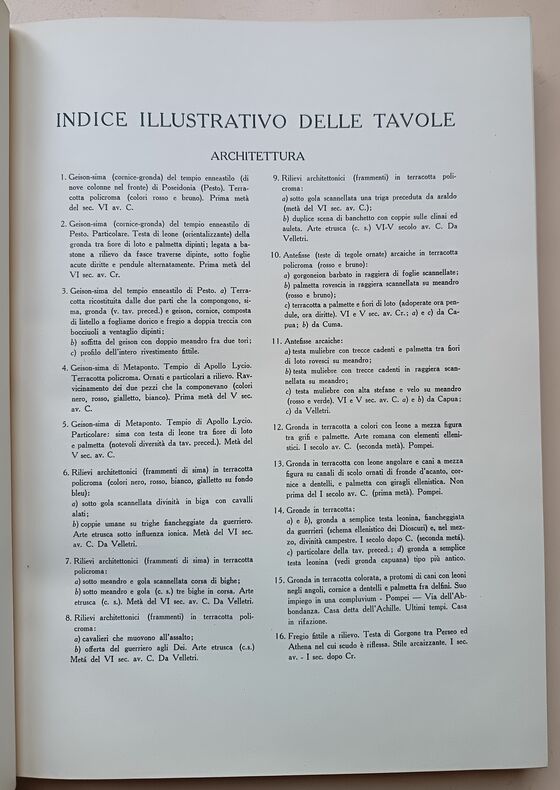 INDICE ILLUSTRATIVO DELLE TAVOLE
ARCHITETTURA
1. Geison-sima (cornice-gronda) del tempio enneastilo (di
nove colonne nel fronte) di Poseidonia (Pesto). Terra-
cotta policroma (colori rosso e bruno). Prima metà
del sec. VI av. C.
2. Geison-sima (cornice-gronda) del tempio enneastilo di
Pesto. Particolare. Testa di leone (orientalizzante) della
gronda tra fiore di loto e palmetta dipinti; legata a ba-
stone a rilievo da fasce traverse dipinte, sotto foglie
acute diritte e pendule alternatamente. Prima metà del
VI sec. av. Cr.
3. Geison-sima del tempio enneastilo di Pesto. a) Terra-
cotta ricostituita dalle due parti che la compongono, si-
ma, gronda (v. tav. preced.) e geison, cornice, composta
di listello a fogliame dorico e fregio a doppia treccia con
bocciuoli a ventaglio dipinti;
b) soffitta del geison con doppio meandro fra due tori;
c) profilo dell'intero rivestimento fittile.
4. Geison-sima di Metaponto. Tempio di Apollo Lycio.
Terracotta policroma. Ornati e particolari a rilievo. Rav-
vicinamento dei due pezzi che la componevano (colori
nero, rosso, gialletto, bianco). Prima metà del V sec.
av. C.
5. Geison-sima di Metaponto. Tempio di Apollo Lycio.
Particolare: sima con testa di leone tra fiore di loto
e palmetta (notevoli diversità da tav. preced.). Metà del
V sec. av. C.
6. Rilievi architettonici (frammenti di sima) in terracotta
policroma (colori nero, rosso, bianco, gialletto su fondo
bleu):
a) sotto gola scannellata divinità in biga con cavalli
alati;
b) coppie umane su trighe fiancheggiate da guerriero.
Arte etrusca sotto influenza ionica. Metà del VI sec.
av. C. Da Velletri.
7. Rilievi architettonici (frammenti di sima) in terracotta
policroma:
a) sotto meandro e gola scannellata corsa di bighe;
b) sotto meandro e gola (c. s.) tre bighe in corsa. Arte
etrusca (c. s.). Metà del VI sec. av. C. Da Velletri.
8. Rilievi architettonici (frammenti) in terracotta poli-
croma:
a) cavalieri che muovono all'assalto;
b) offerta del guerriero agli Dei. Arte etrusca (c.s.)
Metà del VI sec. av. C. Da Velletri.
9. Rilievi architettonici (frammenti) in terracotta poli-
croma:
a) sotto gola scannellata una triga preceduta da araldo
(metà del VI sec. av. C.);
b) duplice scena di banchetto con coppie sulle clinai ed
auleta. Arte etrusca (c. s.) VI-V secolo av. C. Da
Velletri.
10. Antefisse (teste di tegole ornate) arcaiche in terracotta
policroma (rosso e bruno):
a) gorgoneion barbato in raggiera di foglie scannellate;
b) palmetta rovescia in raggiera scannellata su meandro
(rosso e bruno);
c) terracotta a palmette e fiori di loto (adoperate ora pen-
dule, ora diritte). VI e V sec. av. Cr.; a) e c) da Ca-
pua; b) da Cuma.
11. Antefisse arcaiche:
a) testa muliebre con trecce cadenti e palmetta tra fiori
di loto rovesci su meandro;
b) testa muliebre con trecce cadenti in raggiera scan-
nellata su meandro;
c) testa muliebre con alta stefane e velo su meandro
(rosso e verde). VI e V sec. av. C. a) e b) da Capua;
c) da Velletri.
12. Gronda in terracotta a colori con leone a mezza figura
tra grifi e palmette. Arte romana con elementi elleni-
stici. I secolo av. C. (seconda metà). Pompei.
13. Gronda in terracotta con leone angolare e cani a mezza
figura su canali di scolo ornati di fronde d'acanto, cor-
nice a dentelli, e palmetta con giragli ellenistica. Non
prima del I secolo av. C. (prima metà). Pompei.
14. Gronde in terracotta:
a) e b), gronda a semplice testa leonina, fiancheggiata
da guerrieri (schema ellenistico dei Dioscuri) e, nel mez-
zo, divinità campestre. I secolo dopo C. (seconda metà).
c) particolare della tav. preced.; d) gronda a semplice
testa leonina (vedi gronda capuana) tipo più antico.
15. Gronda in terracotta colorata, a protomi di cani con leoni
negli angoli, cornice a dentelli e palmetta fra delfini. Suo
impiego in una compluvium - Pompei — Via dell'Ab-
bondanza. Casa detta dell'Achille. Ultimi tempi. Casa
in rifazione.
16. Fregio fittile a rilievo. Testa di Gorgone tra Perseo ed
Athena nel cui scudo è riflessa. Stile arcaizzante. I sec.
av. - I sec. dopo Cr.